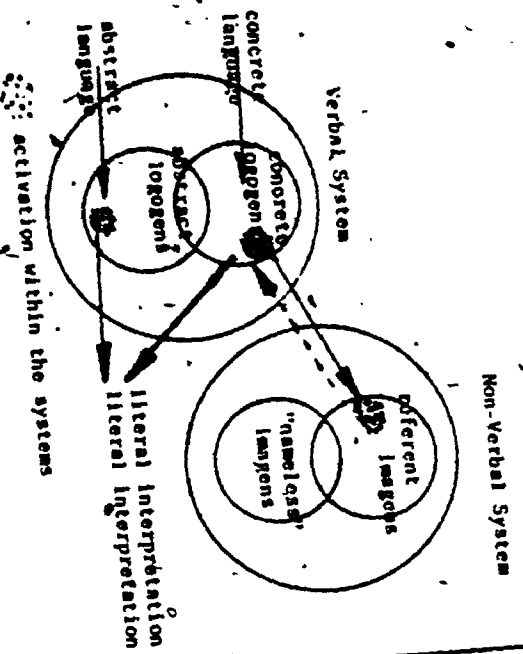 Verbal System
Non-Verbal System
concrete
language
concrete
logogens
abstract
logogens
abstract
language
referent
imagens
"nameless"
imagens
literal interpretation
literal interpretation
activation within the systems